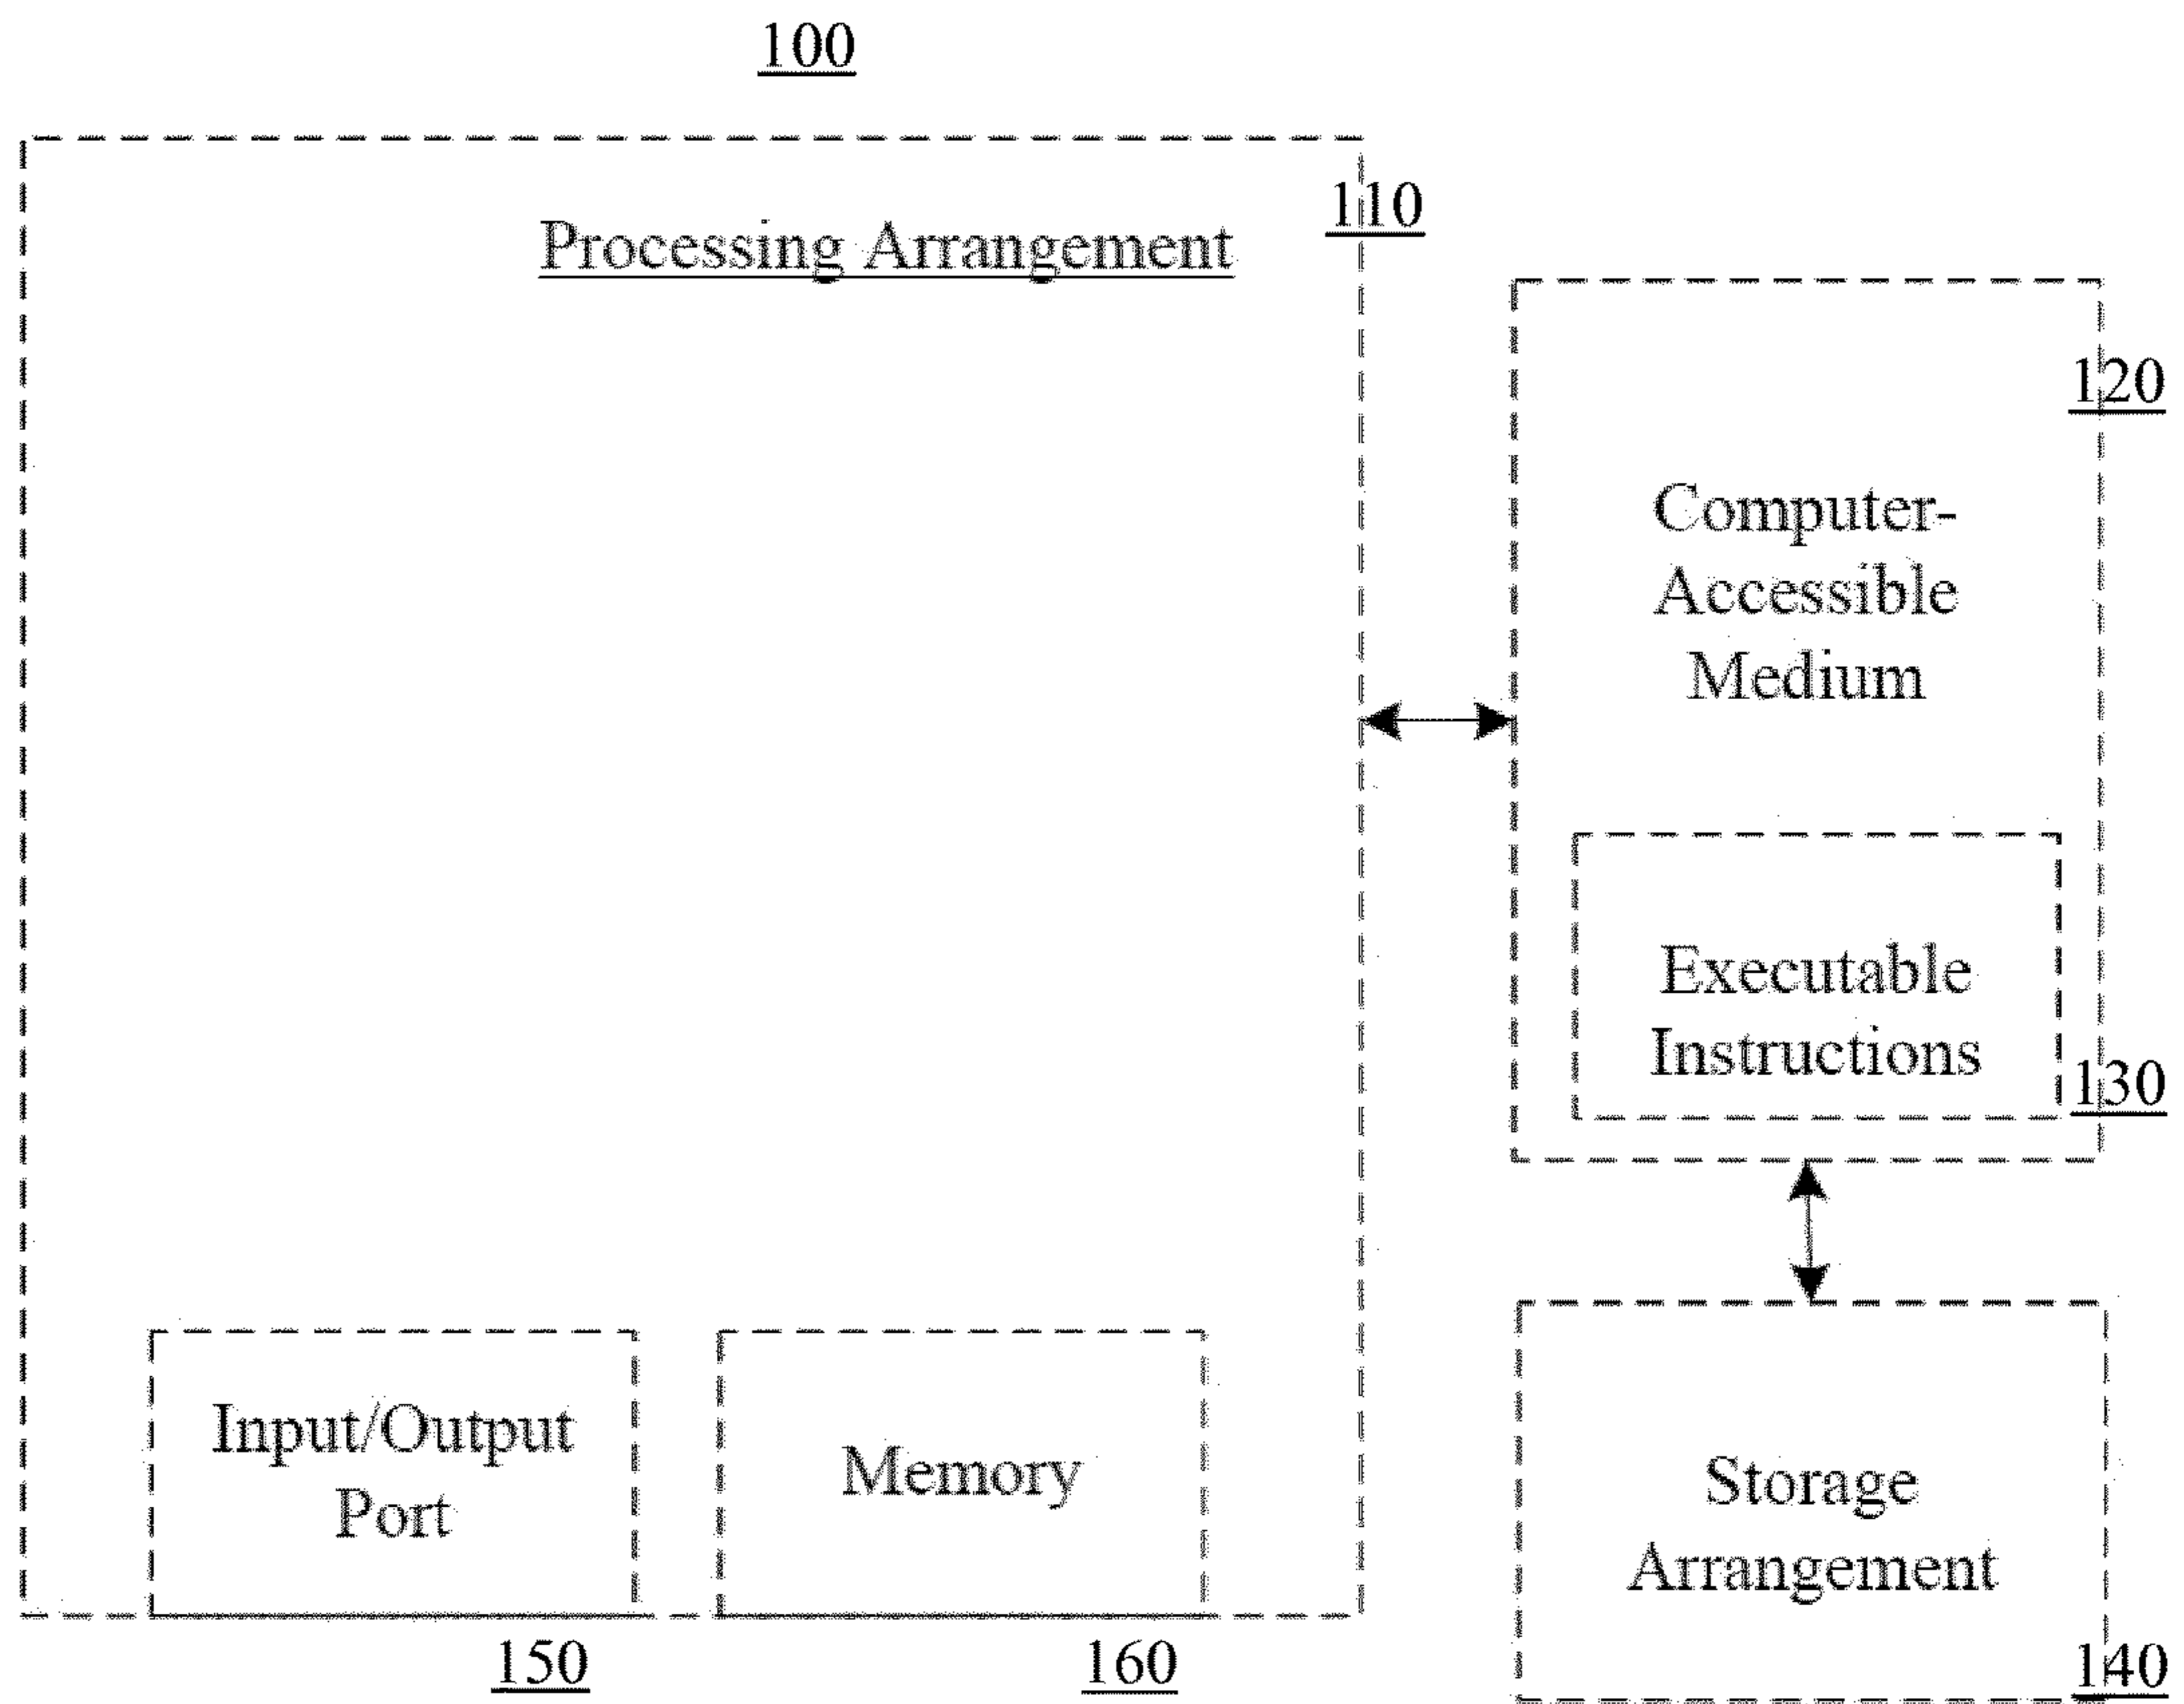 100
110
Processing Arrangement
120
Computer-
Accessible
Medium
Executable
Instructions
130
Input/Output
Port
Memory
Storage
Arrangement
150
160
140